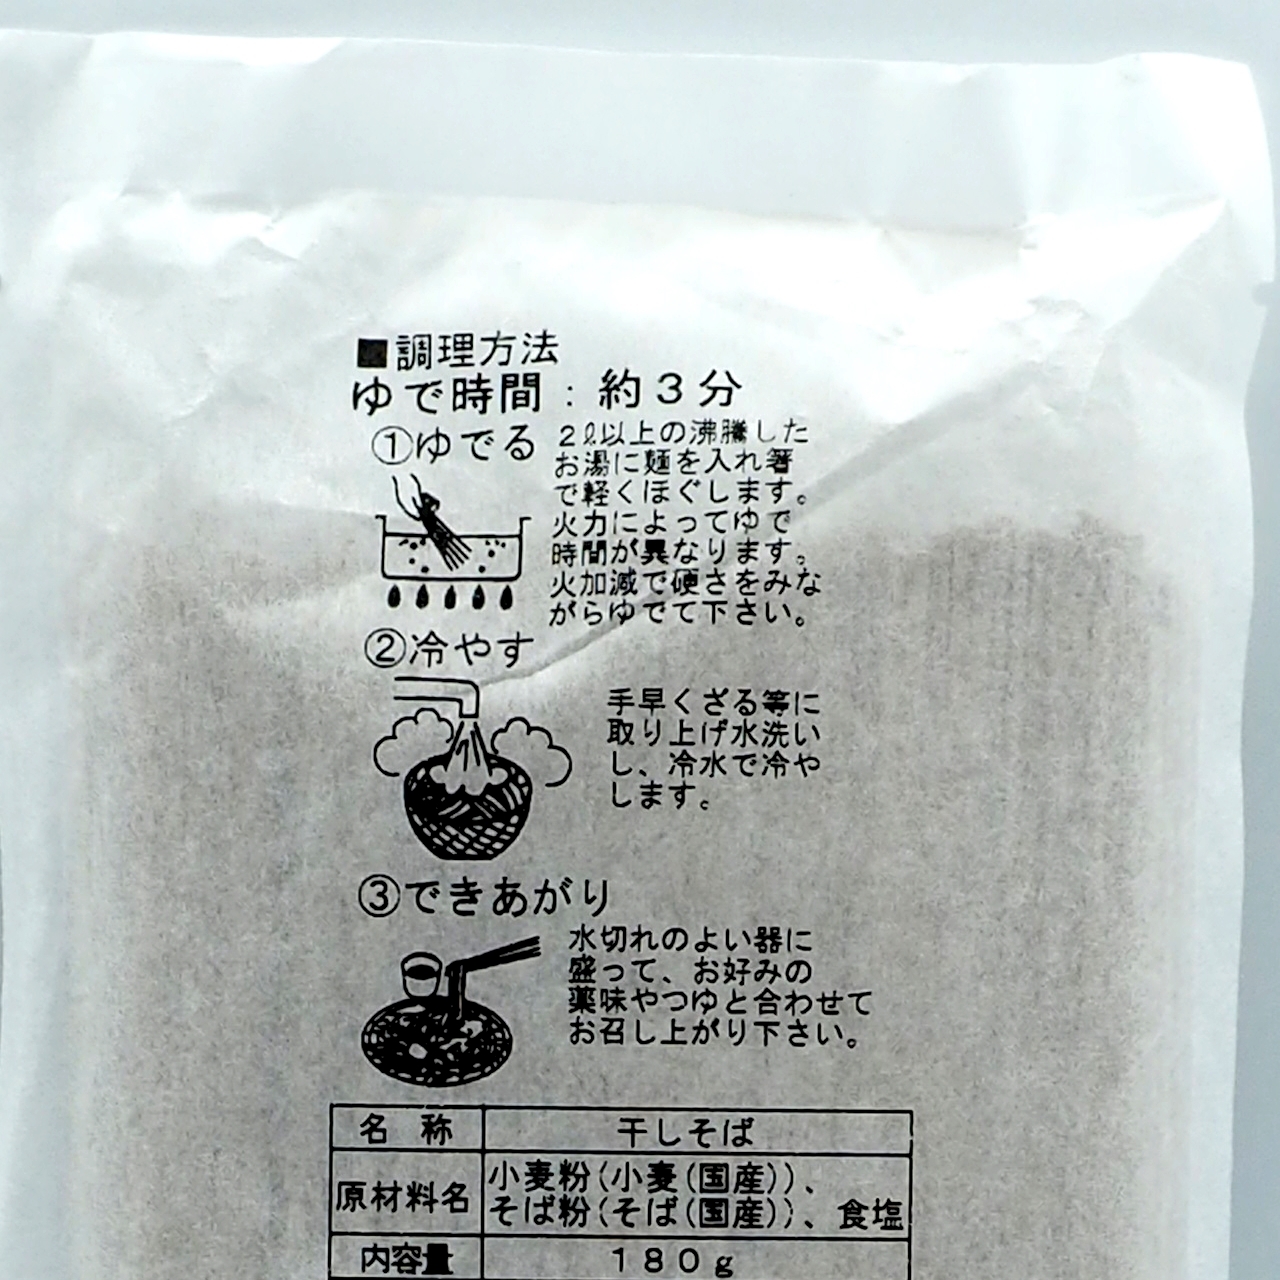 ■調理方法
ゆで時間：約３分
①ゆでる
２ℓ以上の沸騰した
お湯に麺を入れ箸
で軽くほぐします。
火力によってゆで
時間が異なります。
火加減で硬さをみな
がらゆでて下さい。
②冷やす
手早くざる等に
取り上げ水洗い
し、冷水で冷や
します。
③できあがり
水切れのよい器に
盛って、お好みの
薬味やつゆと合わせて
お召し上がり下さい。
名 称 干しそば
原材料名 小麦粉(小麦(国産))、
そば粉(そば(国産))、食塩
内容量 １８０ｇ